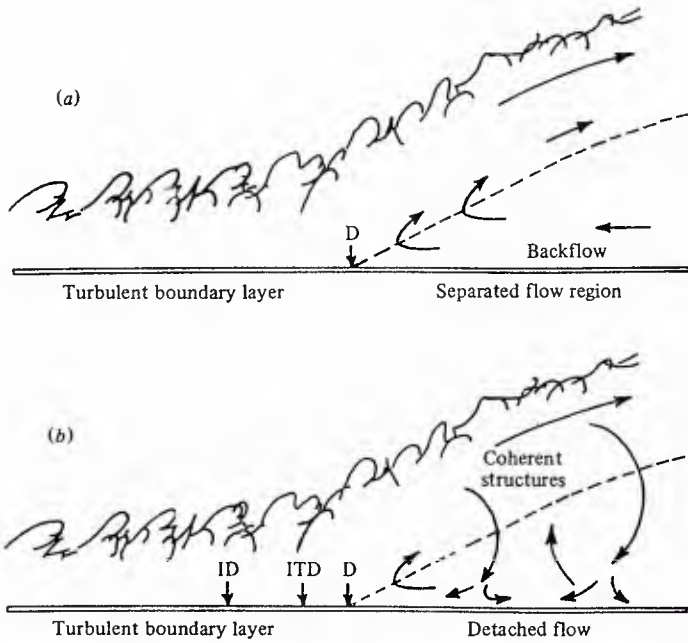 (a)
D
Backflow
Turbulent boundary layer Separated flow region
(b)
Coherent
structures
ID ITD D
Turbulent boundary layer Detached flow